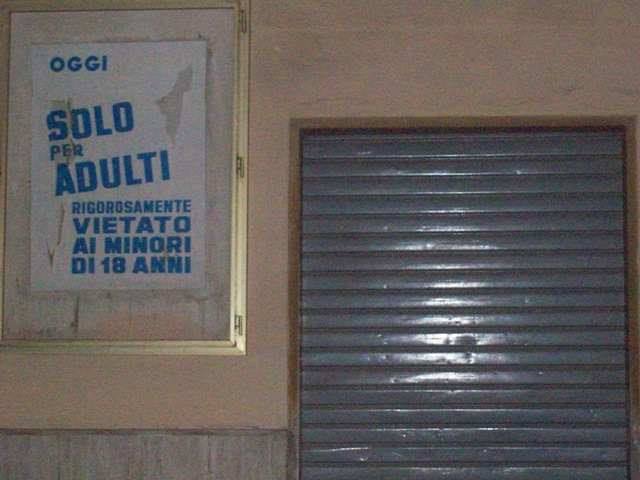 OGGI
SOLO
PER
ADULTI
RIGOROSAMENTE
VIETATO
AI MINORI
DI 18 ANNI